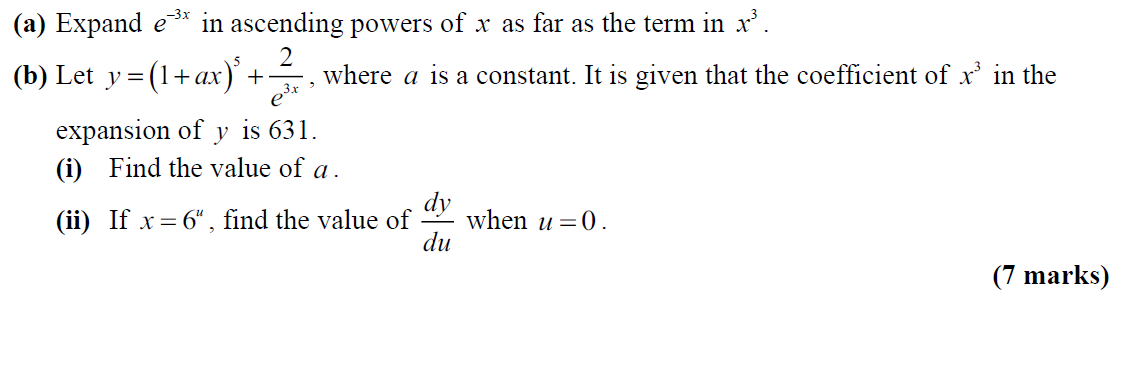 (a) Expand $e^{-3x}$ in ascending powers of $x$ as far as the term in $x^3$.
(b) Let $y=(1+ax)^5+\frac{2}{e^{3x}}$, where $a$ is a constant. It is given that the coefficient of $x^3$ in the
expansion of $y$ is 631.
(i) Find the value of $a$.
(ii) If $x=6^u$, find the value of $\frac{dy}{du}$ when $u=0$.
(7 marks)